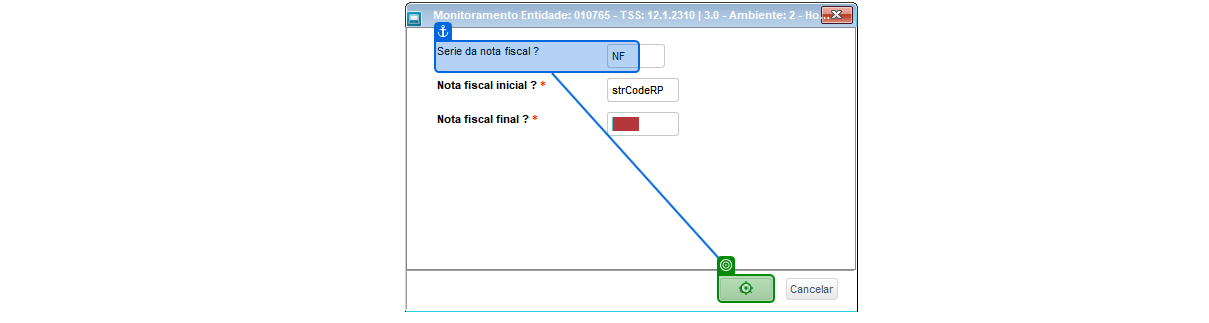 Monitoramento Entidade: 010765 - TSS: 12.1.2310 | 3.0 - Ambiente: 2 - Ho...
Serie da nota fiscal ? NF
Nota fiscal inicial ? * strCodeRP
Nota fiscal final ? *
Cancelar